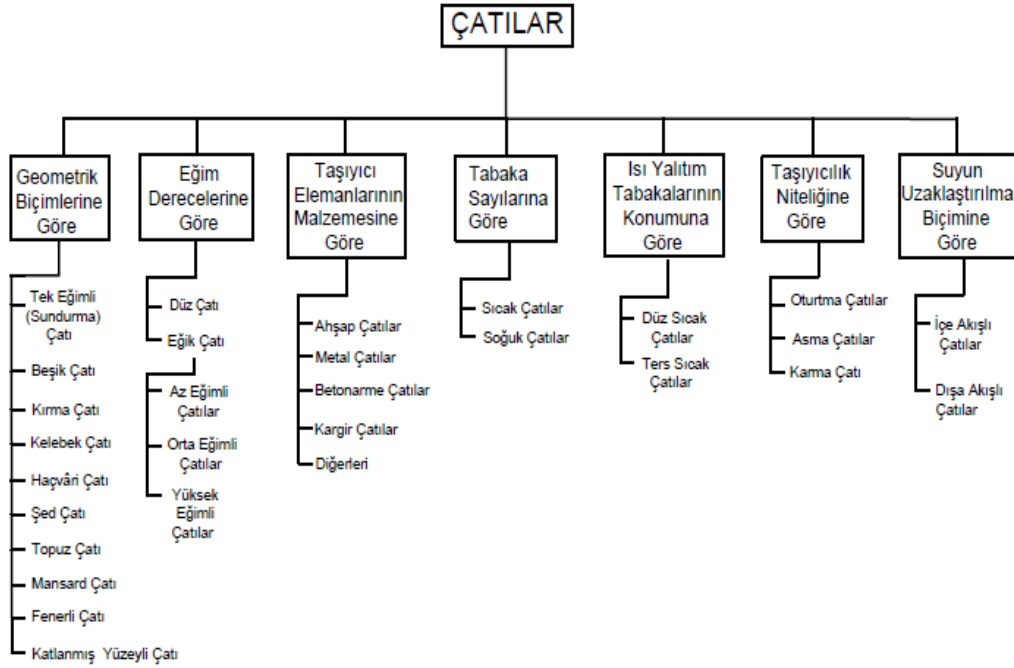 ÇATILAR
Geometrik
Biçimlerine
Göre
Tek Eğimli
(Sundurma)
Çatı
Beşik Çatı
Kırma Çatı
Kelebek Çatı
Haçvâri Çatı
Şed Çatı
Topuz Çatı
Mansard Çatı
Fenerli Çatı
Katlanmış Yüzeyli Çatı
Eğim
Derecelerine
Göre
Düz Çatı
Eğik Çatı
Az Eğimli
Çatılar
Orta Eğimli
Çatılar
Yüksek
Eğimli
Çatılar
Taşıyıcı
Elemanlarının
Malzemesine
Göre
Ahşap Çatılar
Metal Çatılar
Betonarme Çatılar
Kargir Çatılar
Diğerleri
Tabaka
Sayılarına
Göre
Sıcak Çatılar
Soğuk Çatılar
Isı Yalıtım
Tabakalarının
Konumuna
Göre
Düz Sıcak
Çatılar
Ters Sıcak
Çatılar
Taşıyıcılık
Niteliğine
Göre
Oturtma Çatılar
Asma Çatılar
Karma Çatı
Suyun
Uzaklaştırılma
Biçimine
Göre
İçe Akışlı
Çatılar
Dışa Akışlı
Çatılar